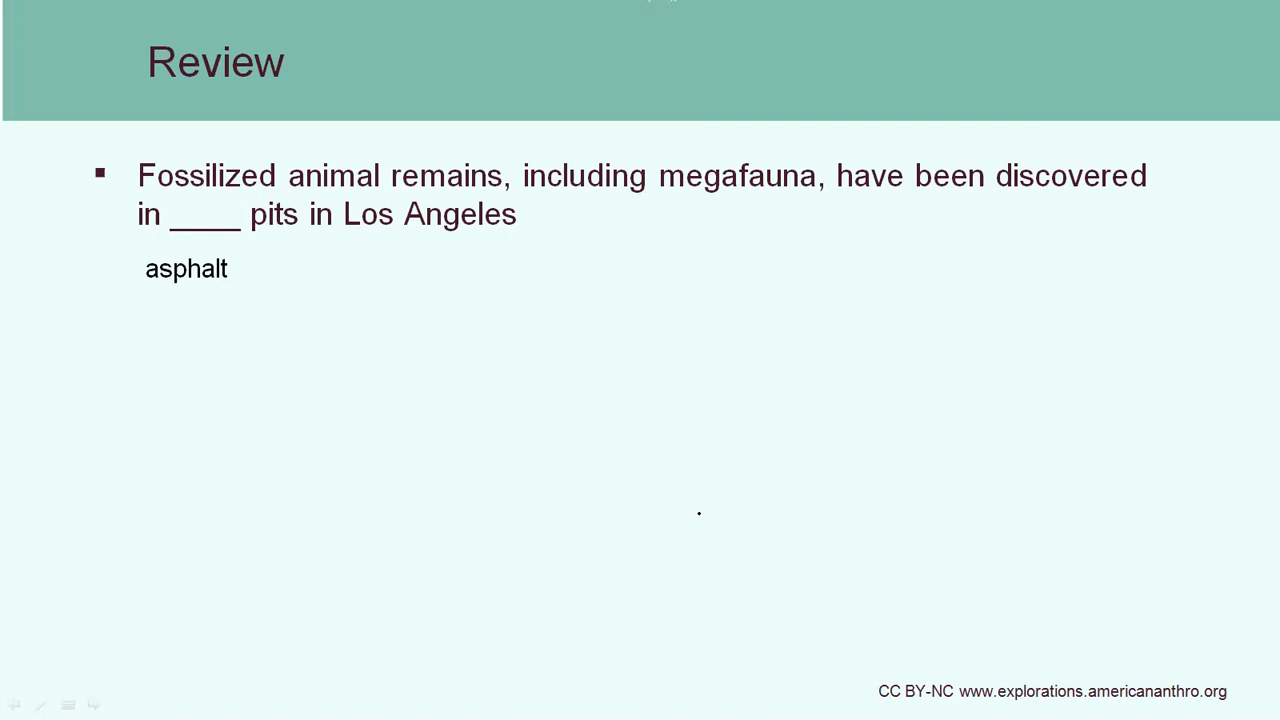 Review
▪ Fossilized animal remains, including megafauna, have been discovered
in ____ pits in Los Angeles
asphalt
CC BY-NC www.explorations.americananthro.org